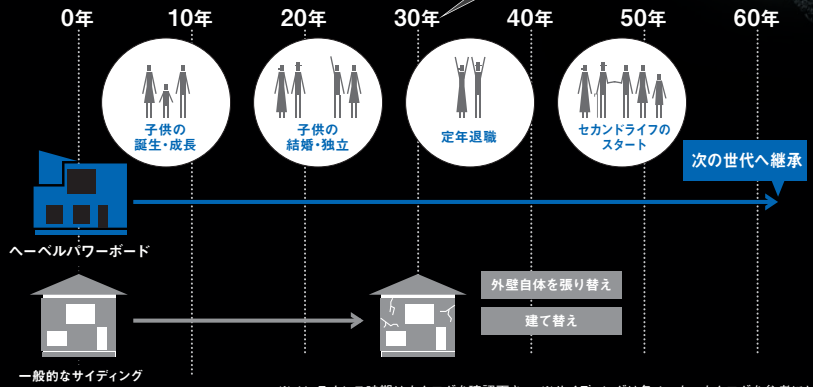 0年 10年 20年 30年 40年 50年 60年
子供の
誕生・成長
子供の
結婚・独立
定年退職
セカンドライフの
スタート
次の世代へ継承
ヘーベルパワーボード
外壁自体を張り替え
建て替え
一般的なサイディング